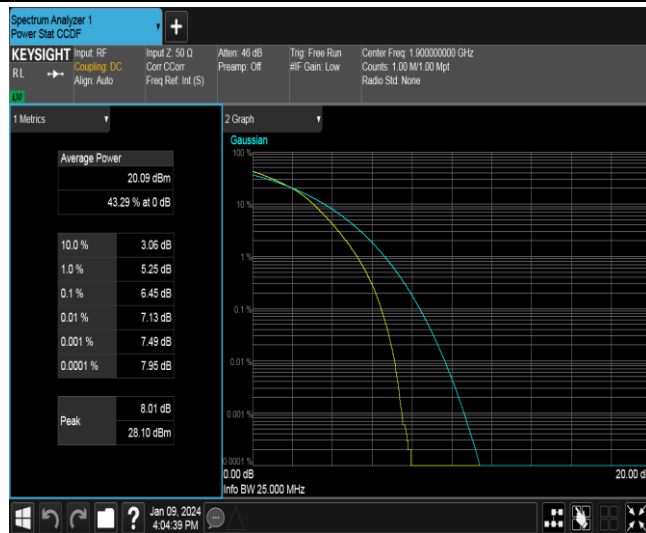 Spectrum Analyzer 1
Power Stat CCDF
+
KEYSIGHT
RL
LV
Input: RF
Coupling: DC
Align: Auto
Input Z: 50 Ω
Corr CCorr
Freq Ref: Int (S)
Atten: 46 dB
Preamp: Off
Trig: Free Run
#IF Gain: Low
Center Freq: 1.900000000 GHz
Counts: 1.00 M/1.00 Mpt
Radio Std: None
1 Metrics
Average Power
20.09 dBm
43.29 % at 0 dB
10.0 % 3.06 dB
1.0 % 5.25 dB
0.1 % 6.45 dB
0.01 % 7.13 dB
0.001 % 7.49 dB
0.0001 % 7.95 dB
Peak
8.01 dB
28.10 dBm
2 Graph
Gaussian
100 %
10 %
1 %
0.1 %
0.01 %
0.001 %
0.0001 %
0.00 dB
20.00 d
Info BW 25.000 MHz
?
Jan 09, 2024
4:04:39 PM